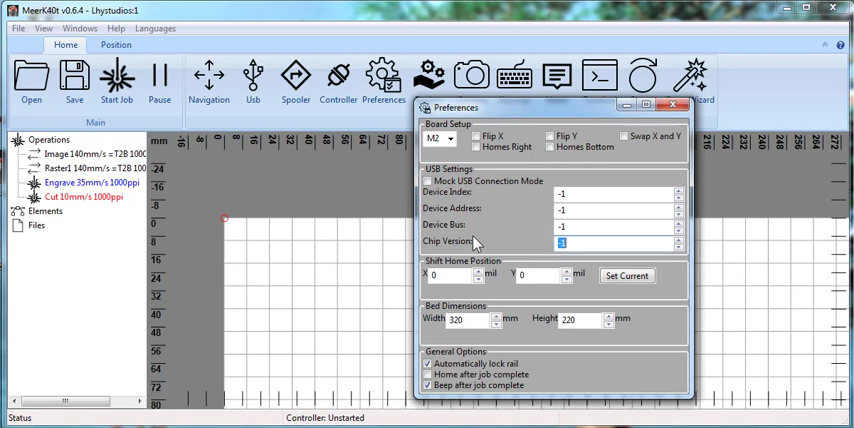 MeerK40t v0.6.4 - Lhystudios:1
File View Windows Help Languages
Home Position
Open Save Start Job Pause Navigation Usb Spooler Controller Preferences
Main
Operations
Image 140mm/s =T2B 1000
Raster1 140mm/s =T2B 100
Engrave 35mm/s 1000ppi
Cut 10mm/s 1000ppi
Elements
Files
mm
Preferences
Board Setup
M2 Flip X Flip Y Swap X and Y
Homes Right Homes Bottom
USB Settings
Mock USB Connection Mode
Device Index: -1
Device Address: -1
Device Bus: -1
Chip Version: -1
Shift Home Position
X 0 mil Y 0 mil Set Current
Bed Dimensions
Width 320 mm Height 220 mm
General Options
Automatically lock rail
Home after job complete
Beep after job complete
Status Controller: Unstarted